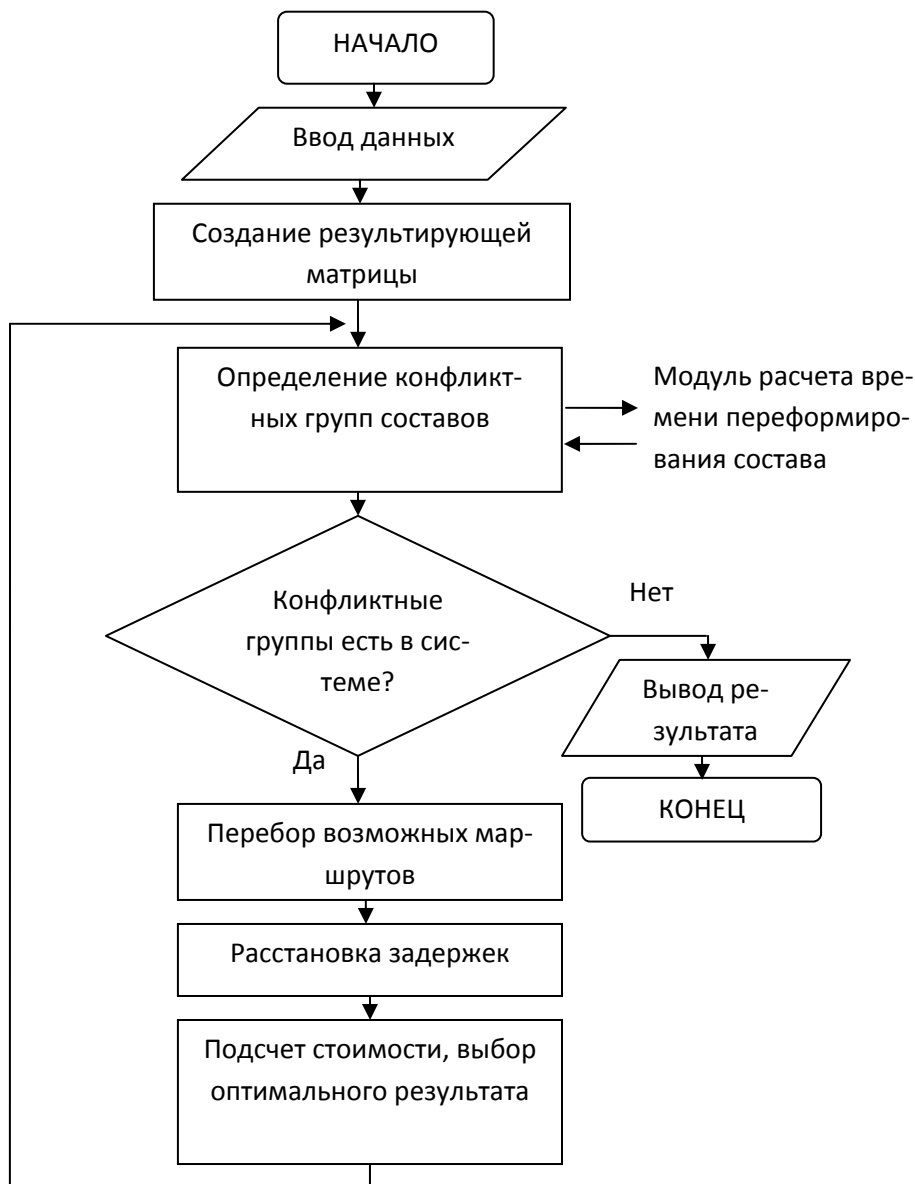 НАЧАЛО
Ввод данных
Создание результирующей
матрицы
Определение конфликт-
ных групп составов
Модуль расчета вре-
мени переформиро-
вания состава
Конфликтные
группы есть в сис-
теме?
Нет
Вывод ре-
зультата
Да
КОНЕЦ
Перебор возможных мар-
шрутов
Расстановка задержек
Подсчет стоимости, выбор
оптимального результата